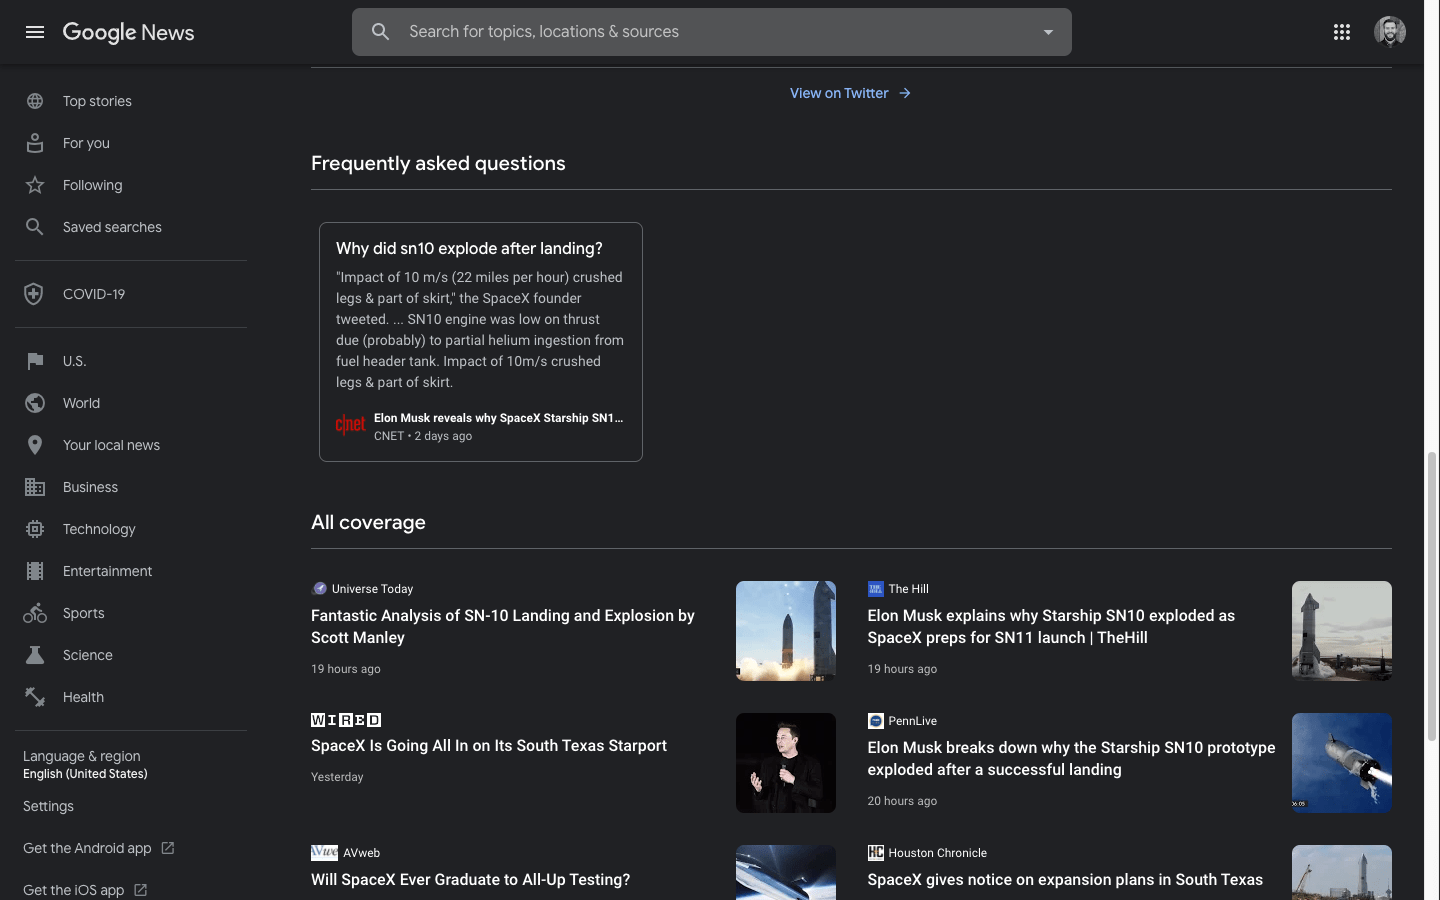 Google News
Search for topics, locations & sources
Top stories
For you
Following
Saved searches
COVID-19
U.S.
World
Your local news
Business
Technology
Entertainment
Sports
Science
Health
Language & region
English (United States)
Settings
Get the Android app
Get the iOS app
View on Twitter
Frequently asked questions
Why did sn10 explode after landing?
"Impact of 10 m/s (22 miles per hour) crushed
legs & part of skirt," the SpaceX founder
tweeted. ... SN10 engine was low on thrust
due (probably) to partial helium ingestion from
fuel header tank. Impact of 10m/s crushed
legs & part of skirt.
c|net
Elon Musk reveals why SpaceX Starship SN1...
CNET • 2 days ago
All coverage
Universe Today
Fantastic Analysis of SN-10 Landing and Explosion by
Scott Manley
19 hours ago
THE HILL
The Hill
Elon Musk explains why Starship SN10 exploded as
SpaceX preps for SN11 launch | TheHill
19 hours ago
WIRED
SpaceX Is Going All In on Its South Texas Starport
Yesterday
PennLive
Elon Musk breaks down why the Starship SN10 prototype
exploded after a successful landing
20 hours ago
06:05
AVwe
AVweb
Will SpaceX Ever Graduate to All-Up Testing?
HC
Houston Chronicle
SpaceX gives notice on expansion plans in South Texas